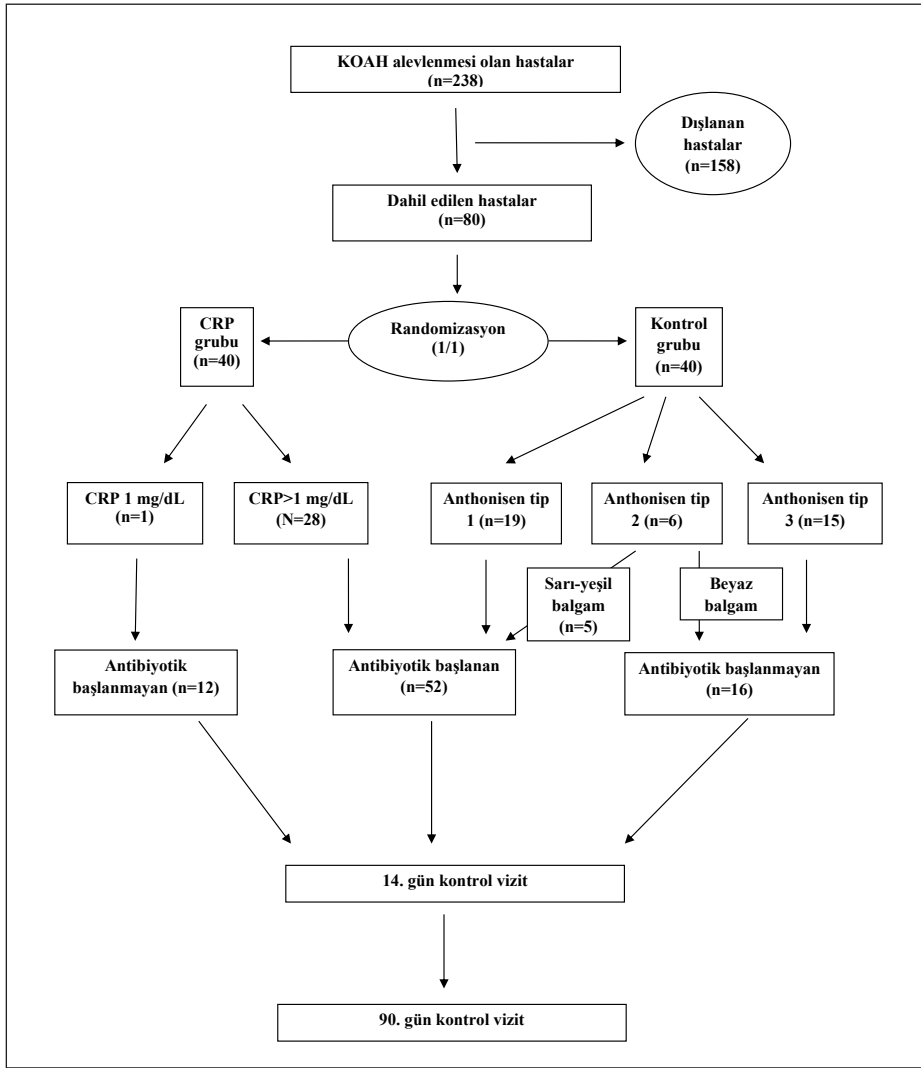 KOAH alevlenmesi olan hastalar
(n=238)
Dışlanan
hastalar
(n=158)
Dahil edilen hastalar
(n=80)
CRP
grubu
(n=40)
Randomizasyon
(1/1)
Kontrol
grubu
(n=40)
CRP 1 mg/dL
(n=1)
CRP>1 mg/dL
(N=28)
Anthonisen tip
1 (n=19)
Anthonisen tip
2 (n=6)
Anthonisen tip
3 (n=15)
Sarı-yeşil
balgam
(n=5)
Beyaz
balgam
Antibiyotik
başlanmayan (n=12)
Antibiyotik başlanan
(n=52)
Antibiyotik başlanmayan
(n=16)
14. gün kontrol vizit
90. gün kontrol vizit